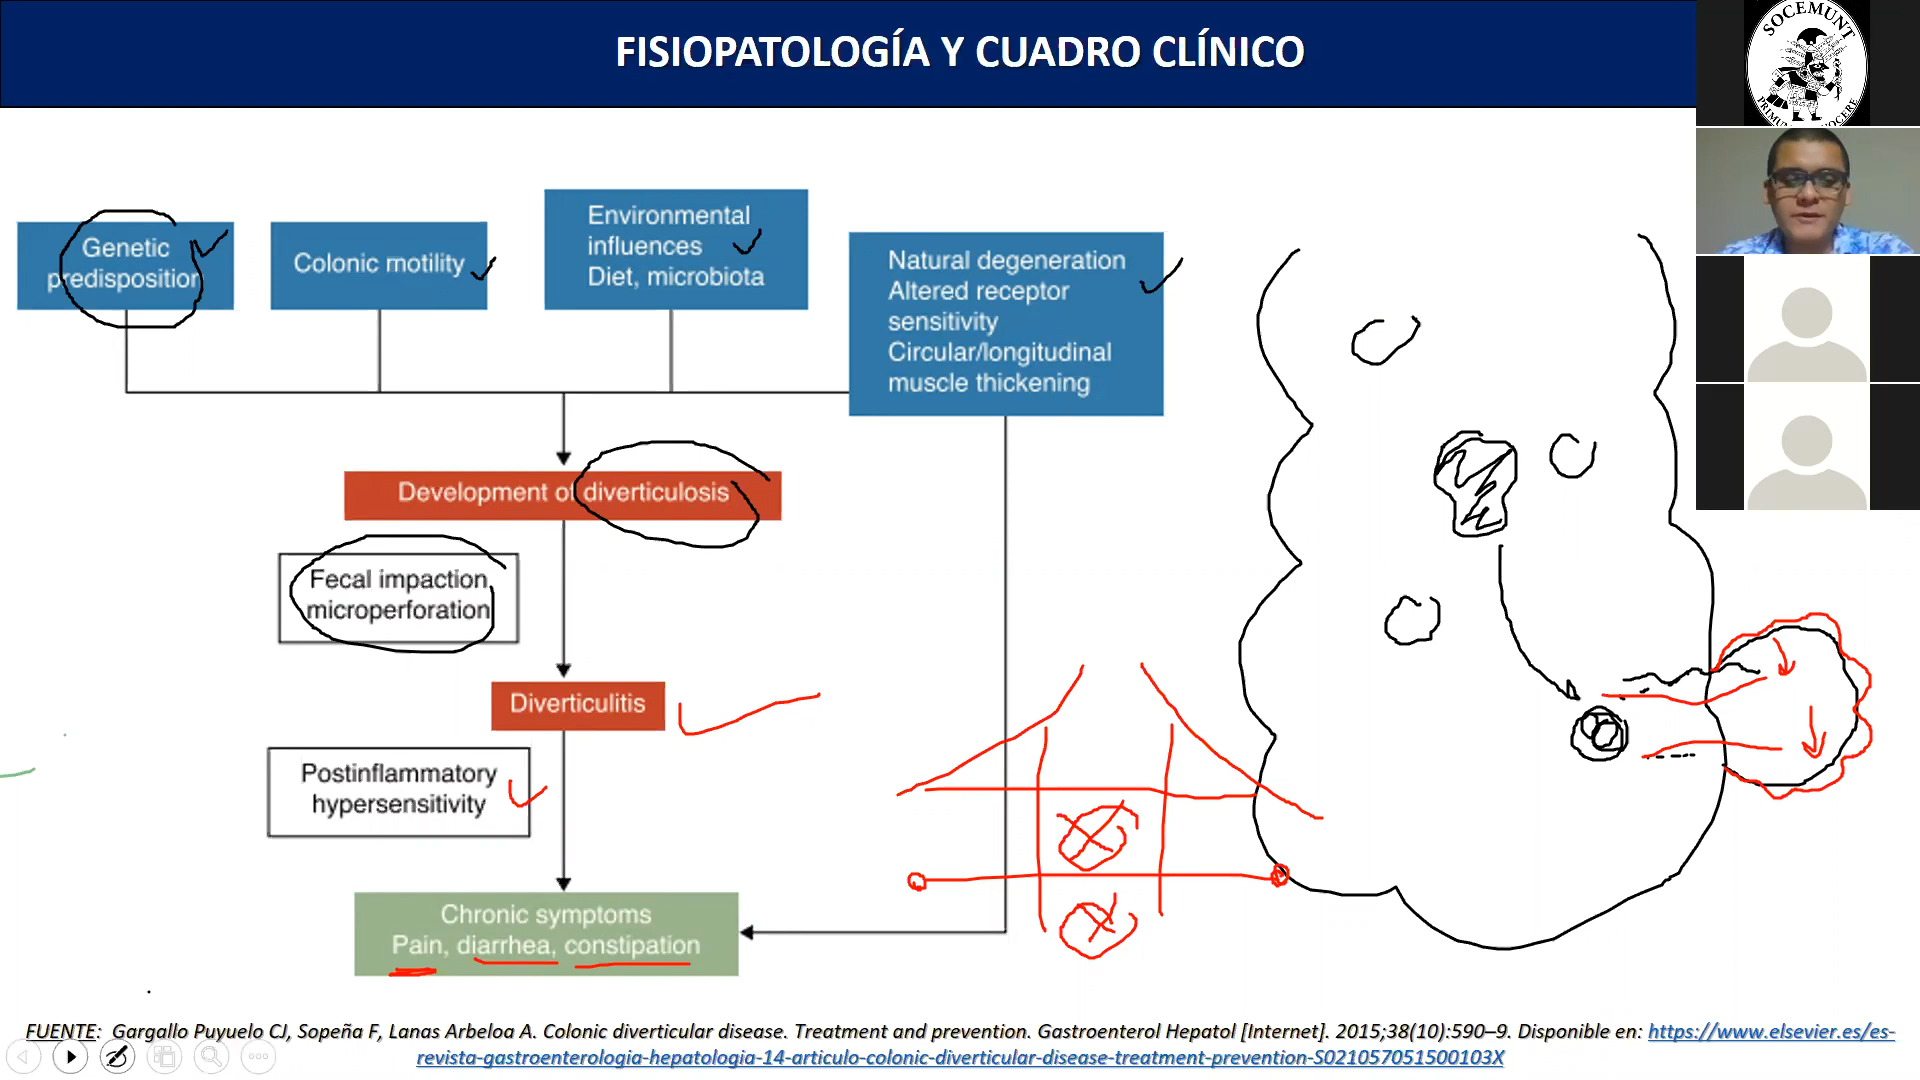 FISIOPATOLOGÍA Y CUADRO CLÍNICO
SOCEMUNT
Genetic
predisposition
Colonic motility
Environmental
influences
Diet, microbiota
Natural degeneration
Altered receptor
sensitivity
Circular/longitudinal
muscle thickening
Development of diverticulosis
Fecal impaction
microperforation
Diverticulitis
Postinflammatory
hypersensitivity
Chronic symptoms
Pain, diarrhea, constipation
FUENTE: Gargallo Puyuelo CJ, Sopeña F, Lanas Arbeloa A. Colonic diverticular disease. Treatment and prevention. Gastroenterol Hepatol [Internet]. 2015;38(10):590–9. Disponible en: https://www.elsevier.es/es-
revista-gastroenterologia-hepatologia-14-articulo-colonic-diverticular-disease-treatment-prevention-S021057051500103X